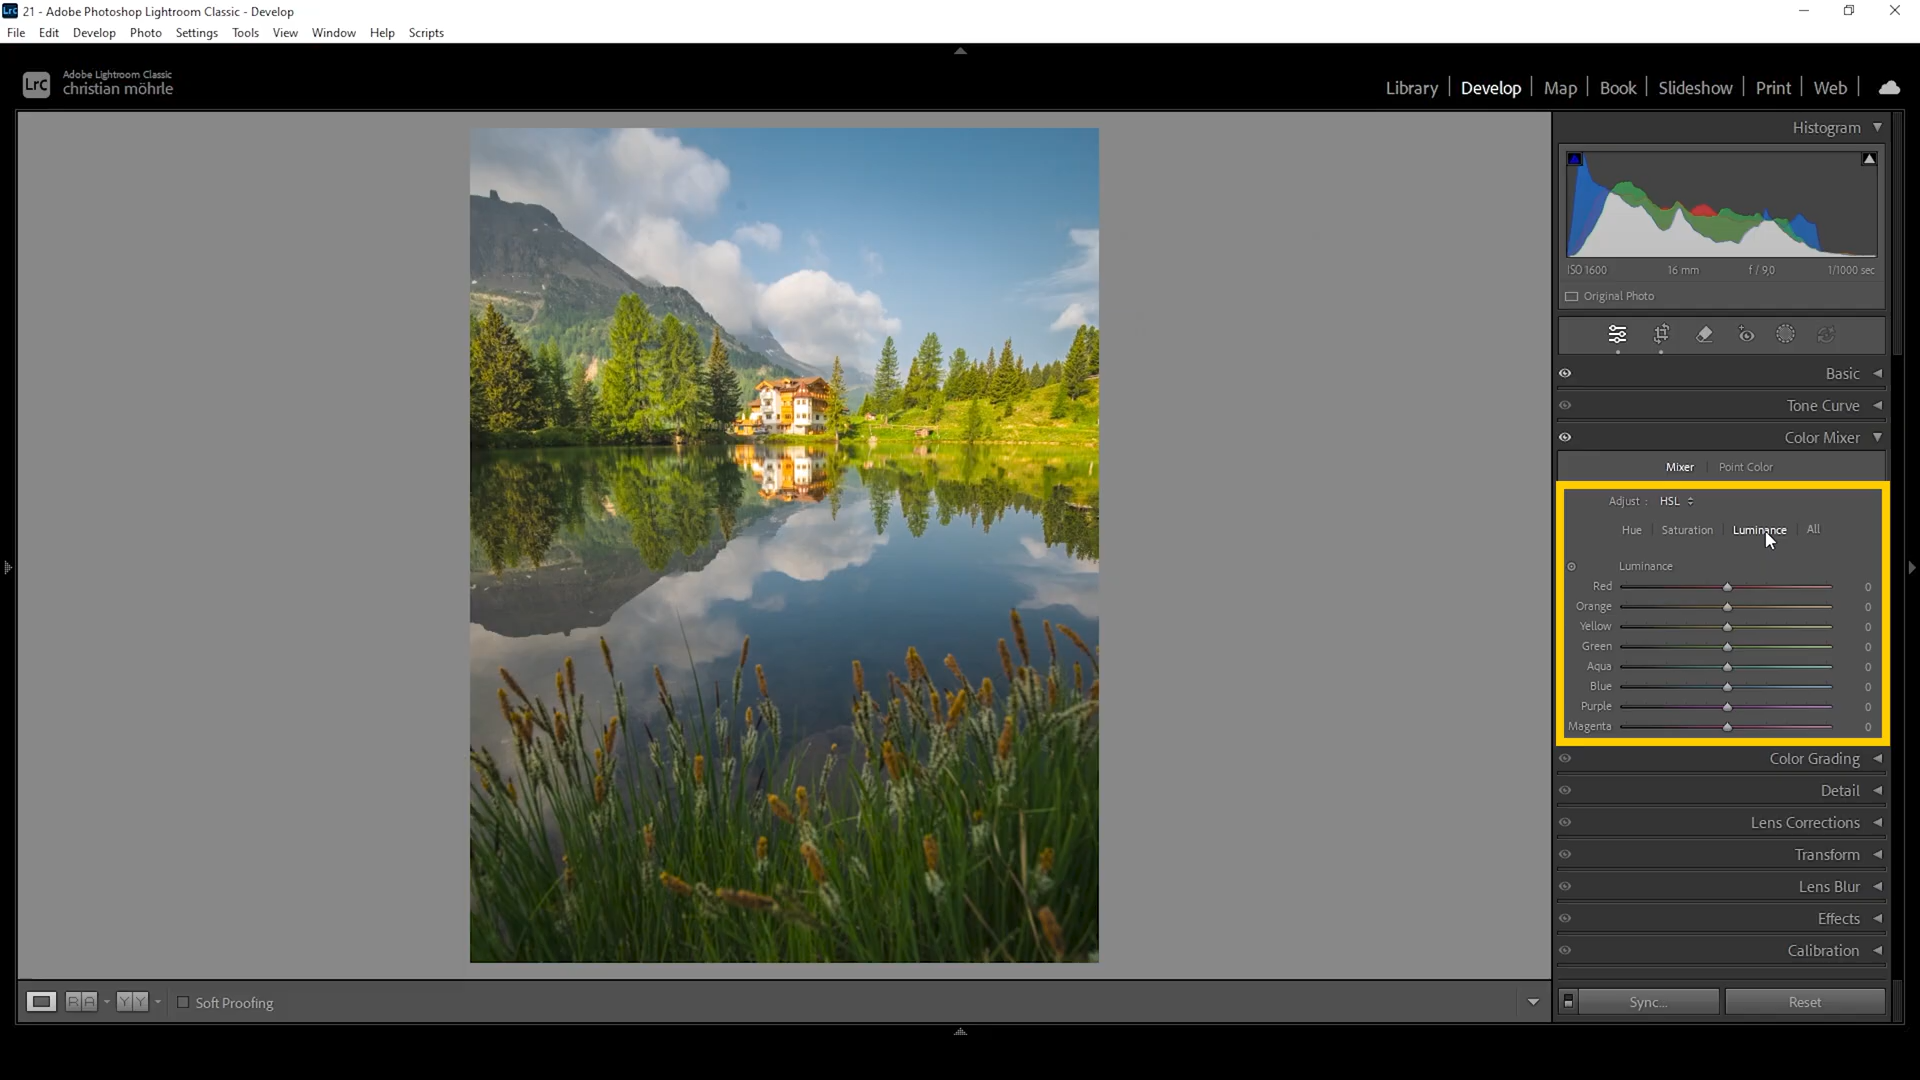 Lrc 21 - Adobe Photoshop Lightroom Classic - Develop
File Edit Develop Photo Settings Tools View Window Help Scripts
LrC
Adobe Lightroom Classic
christian möhrle
Library | Develop | Map | Book | Slideshow | Print | Web |
Histogram
ISO 1600 16 mm f / 9,0 1/1000 sec
Original Photo
Basic
Tone Curve
Color Mixer
Mixer | Point Color
Adjust : HSL
Hue | Saturation | Luminance | All
Luminance
Red 0
Orange 0
Yellow 0
Green 0
Aqua 0
Blue 0
Purple 0
Magenta 0
Color Grading
Detail
Lens Corrections
Transform
Lens Blur
Effects
Calibration
R A Y Y Soft Proofing
Sync... Reset